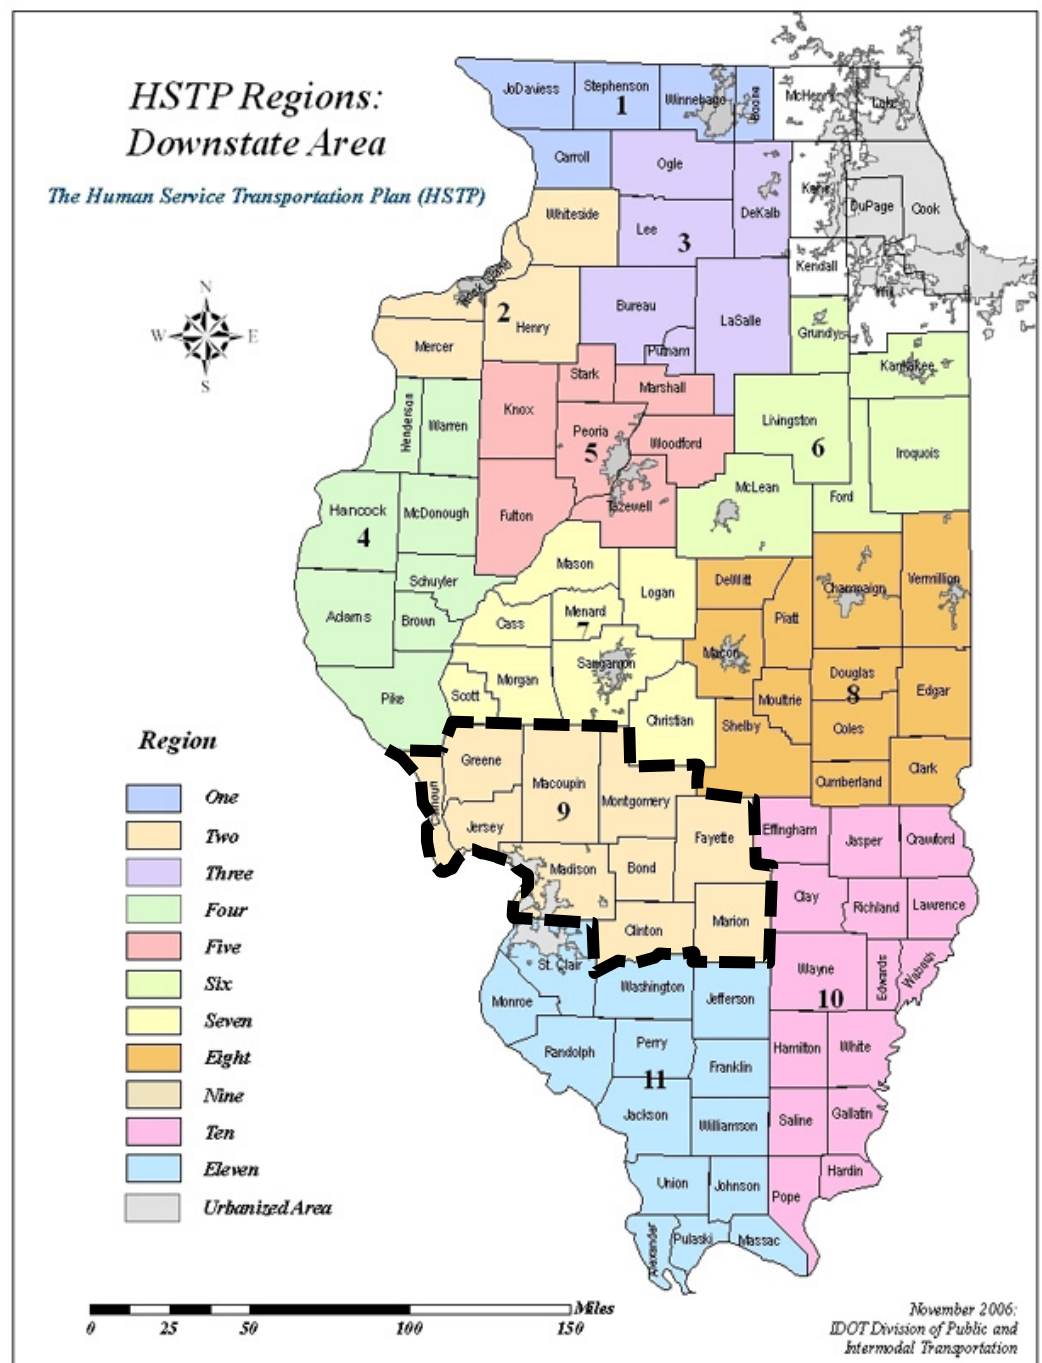 HSTP Regions:
Downstate Area
The Human Service Transportation Plan (HSTP)
N
W E
S
JoDaviess
Stephenson
1
Winnebago
Boone
McHenry
Lake
Carroll
Ogle
DeKalb
Kane
DuPage
Cook
Whiteside
Lee
3
Kendall
Will
Rock Island
2
Henry
Bureau
Putnam
LaSalle
Grundy
Kankakee
Mercer
Stark
Marshall
Knox
Henderson
Warren
Peoria
5
Woodford
Livingston
6
Iroquois
Hancock
4
McDonough
Fulton
Tazewell
McLean
Ford
Mason
Schuyler
Logan
DeWitt
Champaign
Vermillion
Adams
Brown
Cass
Menard
7
Piatt
Macon
Sangamon
Pike
Scott
Morgan
Christian
Shelby
Moultrie
Douglas
8
Coles
Edgar
Cumberland
Clark
Greene
Calhoun
Jersey
Macoupin
9
Montgomery
Fayette
Effingham
Jasper
Crawford
Madison
Bond
Clay
Richland
Lawrence
Clinton
Marion
St. Clair
Washington
Jefferson
Wayne
10
Edwards
Wabash
Monroe
Randolph
Perry
11
Franklin
Hamilton
White
Jackson
Williamson
Saline
Gallatin
Union
Johnson
Pope
Hardin
Alexander
Pulaski
Massac
Region
One
Two
Three
Four
Five
Six
Seven
Eight
Nine
Ten
Eleven
Urbanized Area
Miles
0 25 50 100 150
November 2006:
IDOT Division of Public and
Intermodal Transportation